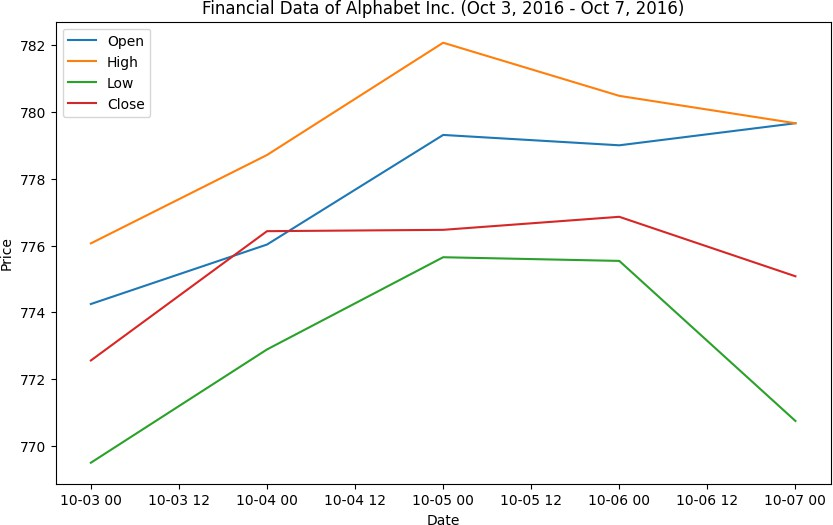 Financial Data of Alphabet Inc. (Oct 3, 2016 - Oct 7, 2016)
Open
High
Low
Close
782
780
778
776
774
772
770
Price
10-03 00 10-03 12 10-04 00 10-04 12 10-05 00 10-05 12 10-06 00 10-06 12 10-07 00
Date